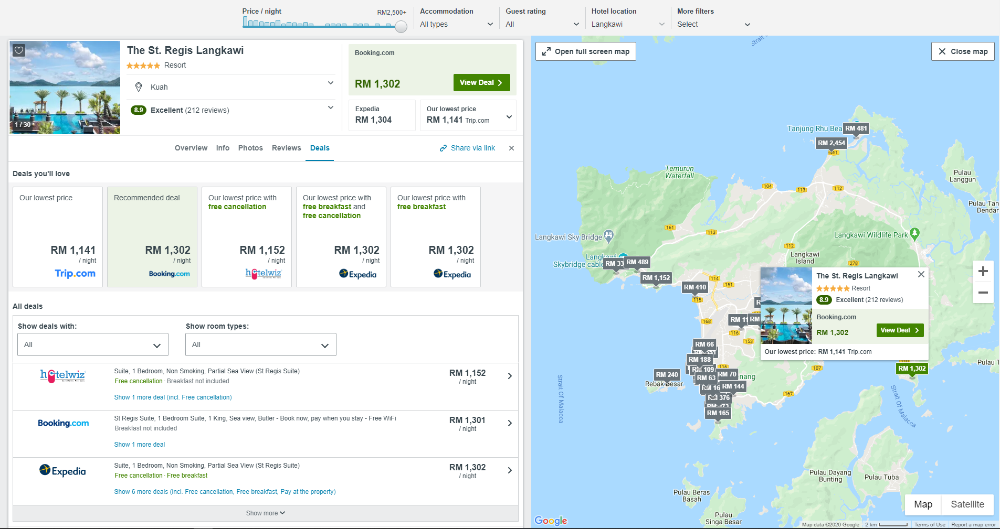 Price / night
RM2,500+
Accommodation
All types
Guest rating
All
Hotel location
Langkawi
More filters
Select
1 / 30
The St. Regis Langkawi
Resort
Kuah
8.9 Excellent (212 reviews)
Booking.com
RM 1,302
View Deal
Expedia
RM 1,304
Our lowest price
RM 1,141 Trip.com
Overview Info Photos Reviews Deals
Share via link
Deals you'll love
Our lowest price
RM 1,141
/ night
Trip.com
Recommended deal
RM 1,302
/ night
Booking.com
Our lowest price with
free cancellation
RM 1,152
/ night
hotelwiz
Our lowest price with
free breakfast and
free cancellation
RM 1,302
/ night
Expedia
Our lowest price with
free breakfast
RM 1,302
/ night
Expedia
All deals
Show deals with:
All
Show room types:
All
hotelwiz
Suite, 1 Bedroom, Non Smoking, Partial Sea View (St Regis Suite)
Free cancellation · Breakfast not included
Show 1 more deal (incl. Free cancellation)
RM 1,152
/ night
Booking.com
St Regis Suite, 1 Bedroom Suite, 1 King, Sea view, Butler - Book now, pay when you stay - Free WiFi
Breakfast not included
Show 1 more deal
RM 1,301
/ night
Expedia
Suite, 1 Bedroom, Non Smoking, Partial Sea View (St Regis Suite)
Free cancellation · Free breakfast
Show 6 more deals (incl. Free cancellation, Free breakfast, Pay at the property)
RM 1,302
/ night
Show more
Open full screen map
Close map
Tanjung Rhu Bea
RM 481
RM 2,454
Temurun
Waterfall
Pulau
Langgun
104
113
112
Pulau Tan
Dendar
161
113
Langkawi Sky Bridge
Langkawi Wildlife Park
112
Langkawi
Island
278
Langkawi
Skybridge cable
RM 33
RM 489
RM 1,152
114
151
RM 410
115
168
RM 11
RM
116
153
The St. Regis Langkawi
Resort
8.9 Excellent (212 reviews)
Booking.com
RM 1,302
View Deal
Our lowest price: RM 1,141 Trip.com
RM 66
RM 188
116
RM 109
RM 240
Rebak Besar
RM 63
RM 70
enang
RM 16
RM 144
RM 376
RM 165
107
167
RM 1,302
Pulau T
Strait Of Malacca
Strait Of Malacca
Pulau Dayang
Bunting
Pulau Tuba
Pulau Beras
Basah
Pulau
Singa Besar
Map Satellite
Google
Map data ©2020 Google 2 km Terms of Use Report a map error